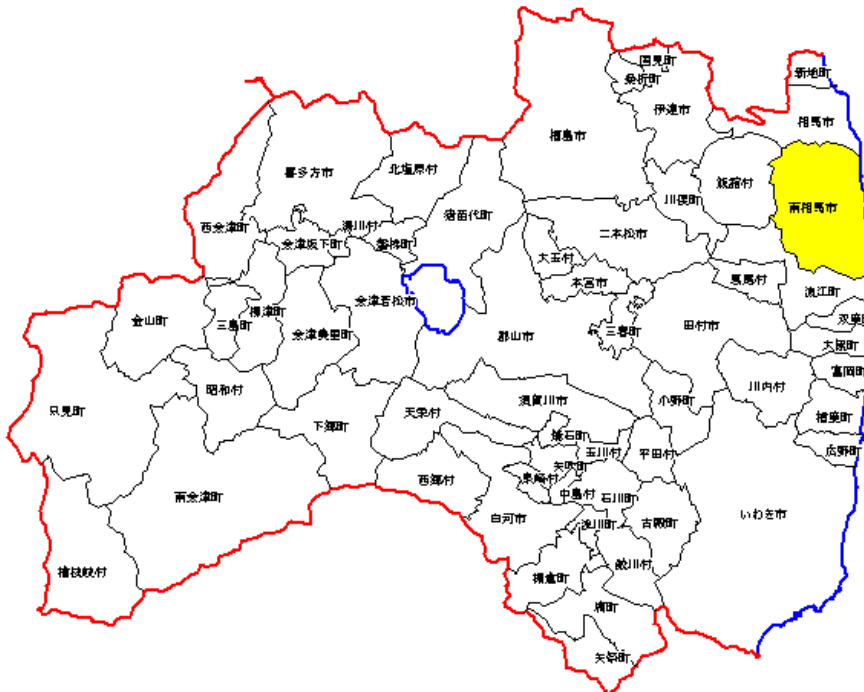 国見町
桑折町
新地町
伊達市
相馬市
福島市
喜多方市
北塩原村
飯舘村
川俣町
南相馬市
猪苗代町
西会津町
湯川村
会津坂下町
磐梯町
二本松市
大玉村
本宮市
葛尾村
浪江町
会津若松市
金山町
三島町
柳津町
会津美里町
郡山市
三春町
田村市
双葉町
大熊町
富岡町
川内村
昭和村
只見町
下郷町
天栄村
須賀川市
小野町
楢葉町
鏡石町
玉川村
平田村
広野町
矢吹町
泉崎村
西郷村
中島村
石川町
南会津町
白河市
浅川町
古殿町
いわき市
檜枝岐村
棚倉町
鮫川村
塙町
矢祭町